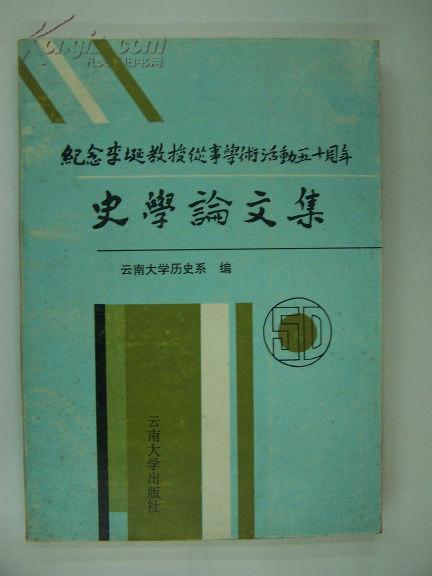 Kongfz.com
孔夫子旧书网
紀念李埏教授從事學術活動五十周年
史學論文集
云南大学历史系 编
50
云南大学出版社